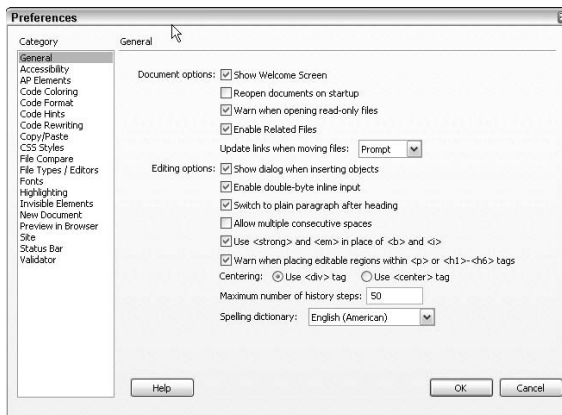 Preferences
Category
General
General
Accessibility
AP Elements
Code Coloring
Code Format
Code Hints
Code Rewriting
Copy/Paste
CSS Styles
File Compare
File Types / Editors
Fonts
Highlighting
Invisible Elements
New Document
Preview in Browser
Site
Status Bar
Validator
Document options:
Show Welcome Screen
Reopen documents on startup
Warn when opening read-only files
Enable Related Files
Update links when moving files: Prompt
Editing options:
Show dialog when inserting objects
Enable double-byte inline input
Switch to plain paragraph after heading
Allow multiple consecutive spaces
Use <strong> and <em> in place of <b> and <i>
Warn when placing editable regions within <p> or <h1>-<h6> tags
Centering: Use <div> tag Use <center> tag
Maximum number of history steps: 50
Spelling dictionary: English (American)
Help
OK
Cancel